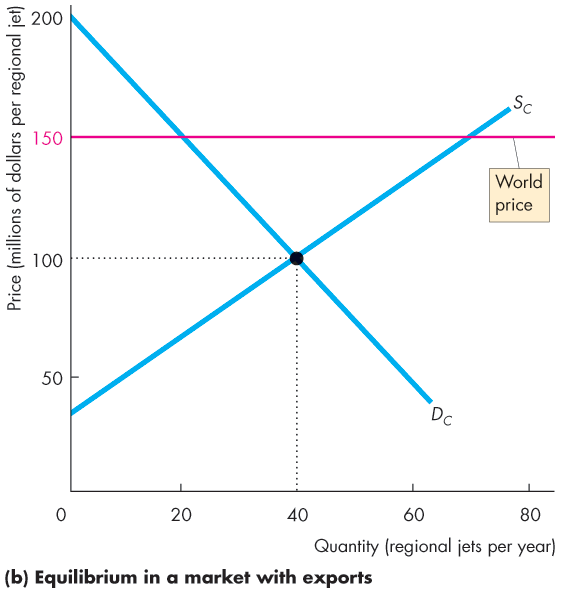 Price (millions of dollars per regional jet)
200
150
100
50
0
20
40
60
80
S_C
World
price
D_C
Quantity (regional jets per year)
(b) Equilibrium in a market with exports